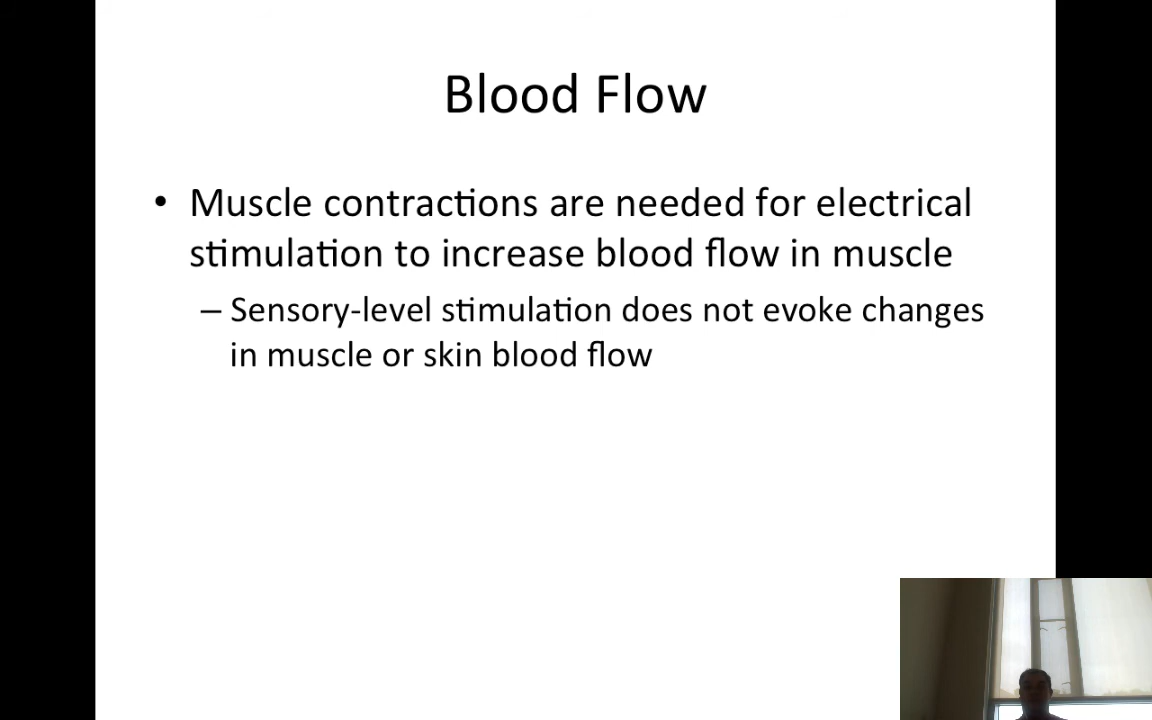 Blood Flow
• Muscle contractions are needed for electrical
stimulation to increase blood flow in muscle
– Sensory-level stimulation does not evoke changes
in muscle or skin blood flow